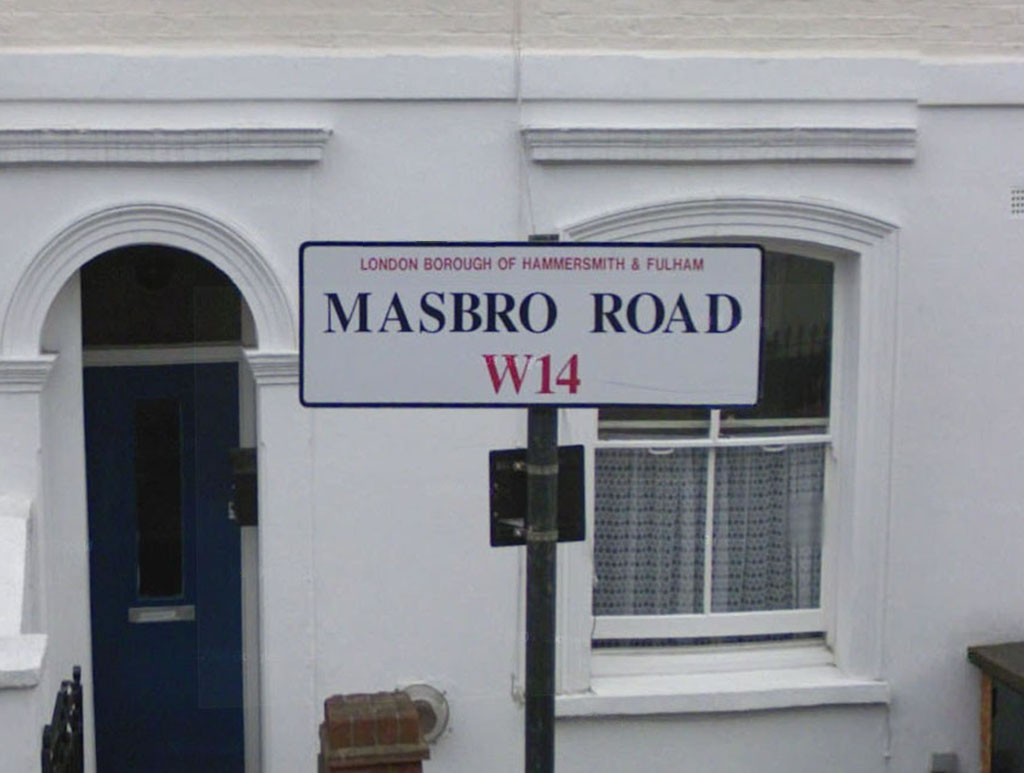 LONDON BOROUGH OF HAMMERSMITH & FULHAM
MASBRO ROAD
W14